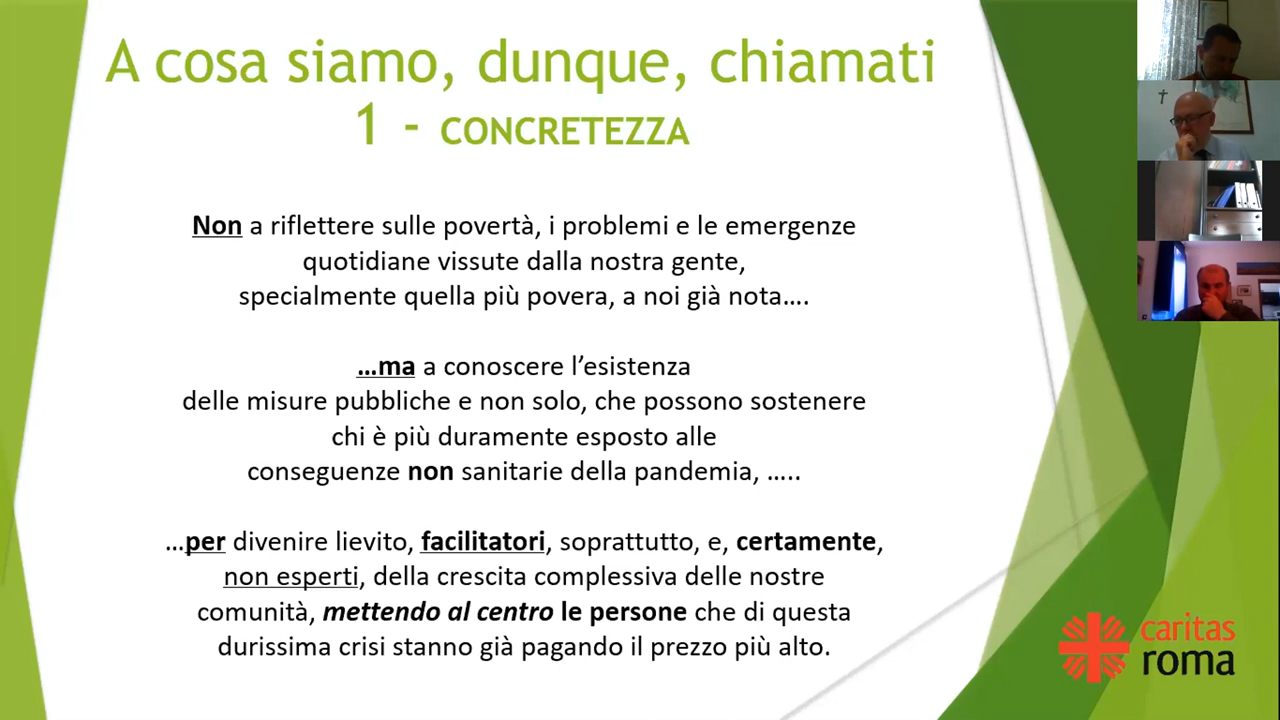 A cosa siamo, dunque, chiamati
1 - CONCRETEZZA
Non a riflettere sulle povertà, i problemi e le emergenze
quotidiane vissute dalla nostra gente,
specialmente quella più povera, a noi già nota….
…ma a conoscere l’esistenza
delle misure pubbliche e non solo, che possono sostenere
chi è più duramente esposto alle
conseguenze non sanitarie della pandemia, …..
…per divenire lievito, facilitatori, soprattutto, e, certamente,
non esperti, della crescita complessiva delle nostre
comunità, mettendo al centro le persone che di questa
durissima crisi stanno già pagando il prezzo più alto.
caritas
roma